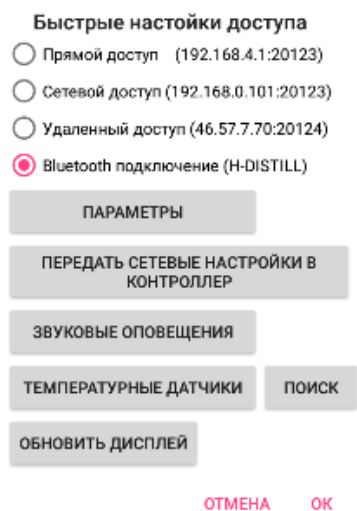 Быстрые настойки доступа
Прямой доступ (192.168.4.1:20123)
Сетевой доступ (192.168.0.101:20123)
Удаленный доступ (46.57.7.70:20124)
Bluetooth подключение (H-DISTILL)
ПАРАМЕТРЫ
ПЕРЕДАТЬ СЕТЕВЫЕ НАСТРОЙКИ В
КОНТРОЛЛЕР
ЗВУКОВЫЕ ОПОВЕЩЕНИЯ
ТЕМПЕРАТУРНЫЕ ДАТЧИКИ ПОИСК
ОБНОВИТЬ ДИСПЛЕЙ
ОТМЕНА OK